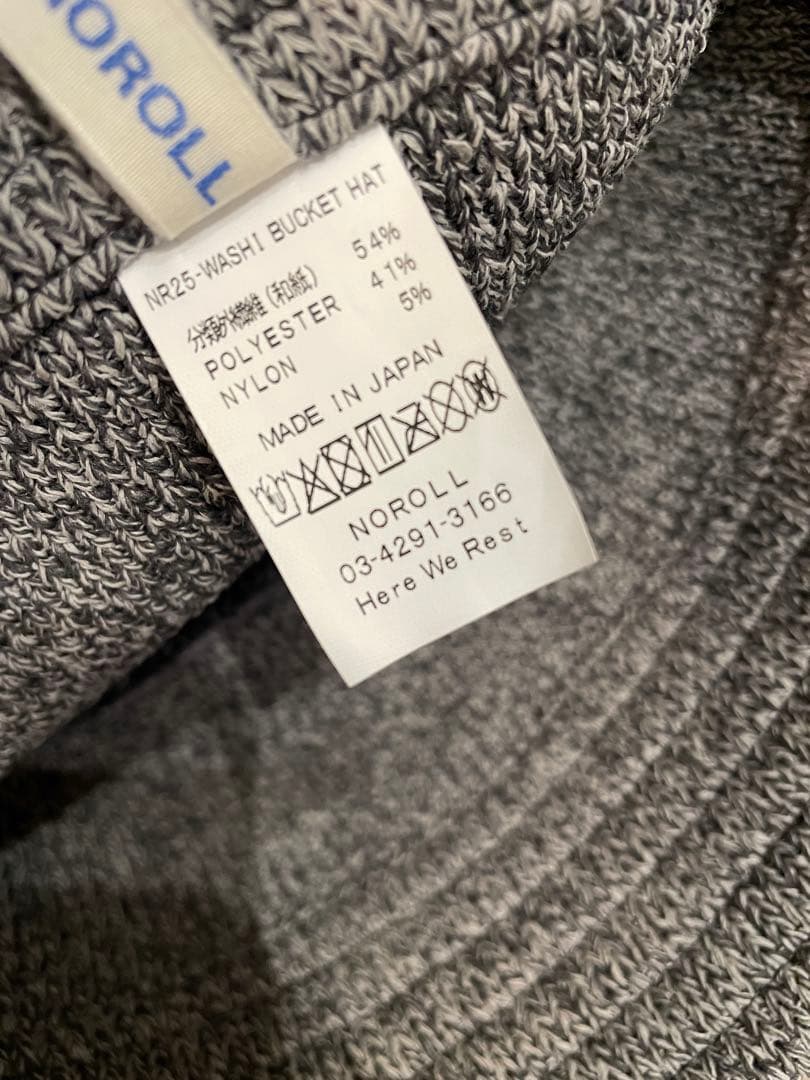 NOROLL
NR25-WASHI BUCKET HAT
分類外繊維(和紙) 54%
POLYESTER 41%
NYLON 5%
MADE IN JAPAN
NOROLL
03-4291-3166
Here We Rest